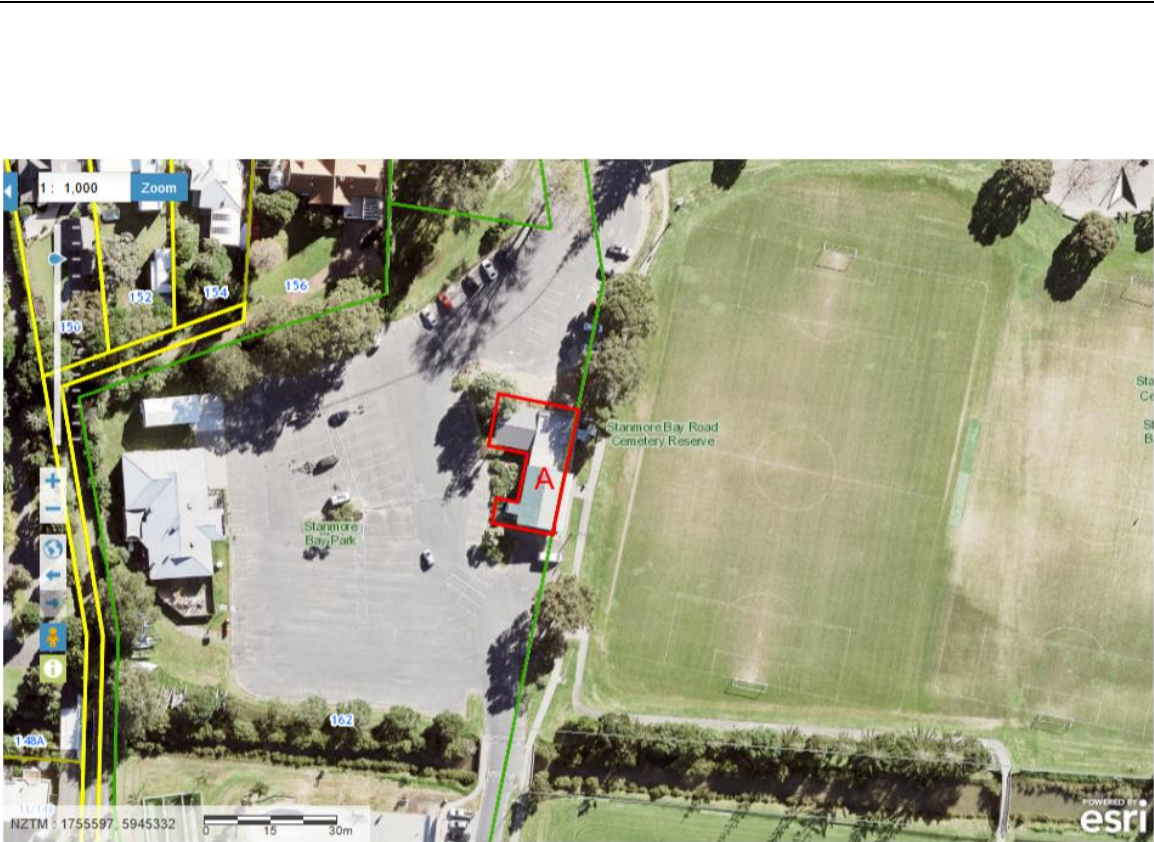 1 : 1,000
Zoom
N
152
154
156
150
Stanmore Bay Road
Cemetery Reserve
A
Stanmore
Bay Park
162
148A
NZTM : 1755597, 5945332
0 15 30m
POWERED BY
esri